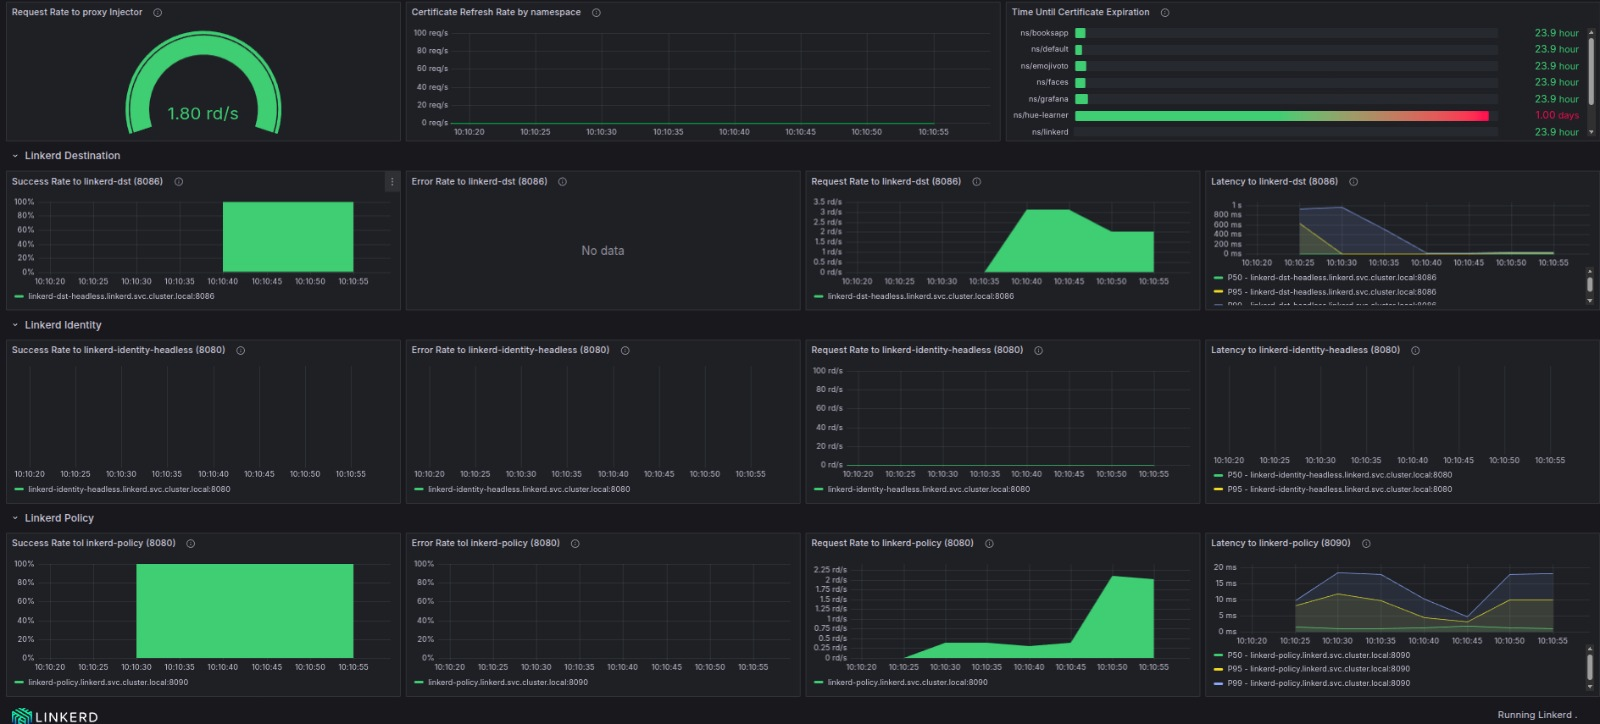 Request Rate to proxy Injector
1.80 rd/s
Certificate Refresh Rate by namespace
100 req/s
80 req/s
60 req/s
40 req/s
20 req/s
0 req/s
10:10:20 10:10:25 10:10:30 10:10:35 10:10:40 10:10:45 10:10:50 10:10:55
Time Until Certificate Expiration
ns/booksapp 23.9 hour
ns/default 23.9 hour
ns/emojivoto 23.9 hour
ns/faces 23.9 hour
ns/grafana 23.9 hour
ns/hue-learner 1.00 days
ns/linkerd 23.9 hour
Linkerd Destination
Success Rate to linkerd-dst (8086)
100%
80%
60%
40%
20%
0%
10:10:20 10:10:25 10:10:30 10:10:35 10:10:40 10:10:45 10:10:50 10:10:55
linkerd-dst-headless.linkerd.svc.cluster.local:8086
Error Rate to linkerd-dst (8086)
No data
Request Rate to linkerd-dst (8086)
3.5 rd/s
3 rd/s
2.5 rd/s
2 rd/s
1.5 rd/s
1 rd/s
0.5 rd/s
0 rd/s
10:10:20 10:10:25 10:10:30 10:10:35 10:10:40 10:10:45 10:10:50 10:10:55
linkerd-dst-headless.linkerd.svc.cluster.local:8086
Latency to linkerd-dst (8086)
1 s
800 ms
600 ms
400 ms
200 ms
0 ms
10:10:20 10:10:25 10:10:30 10:10:35 10:10:40 10:10:45 10:10:50 10:10:55
P50 - linkerd-dst-headless.linkerd.svc.cluster.local:8086
P95 - linkerd-dst-headless.linkerd.svc.cluster.local:8086
P99 - linkerd-dst-headless.linkerd.svc.cluster.local:8086
Linkerd Identity
Success Rate to linkerd-identity-headless (8080)
10:10:20 10:10:25 10:10:30 10:10:35 10:10:40 10:10:45 10:10:50 10:10:55
linkerd-identity-headless.linkerd.svc.cluster.local:8080
Error Rate to linkerd-identity-headless (8080)
10:10:20 10:10:25 10:10:30 10:10:35 10:10:40 10:10:45 10:10:50 10:10:55
linkerd-identity-headless.linkerd.svc.cluster.local:8080
Request Rate to linkerd-identity-headless (8080)
100 rd/s
80 rd/s
60 rd/s
40 rd/s
20 rd/s
0 rd/s
10:10:20 10:10:25 10:10:30 10:10:35 10:10:40 10:10:45 10:10:50 10:10:55
linkerd-identity-headless.linkerd.svc.cluster.local:8080
Latency to linkerd-identity-headless (8080)
10:10:20 10:10:25 10:10:30 10:10:35 10:10:40 10:10:45 10:10:50 10:10:55
P50 - linkerd-identity-headless.linkerd.svc.cluster.local:8080
P95 - linkerd-identity-headless.linkerd.svc.cluster.local:8080
Linkerd Policy
Success Rate tol inkerd-policy (8080)
100%
80%
60%
40%
20%
0%
10:10:20 10:10:25 10:10:30 10:10:35 10:10:40 10:10:45 10:10:50 10:10:55
linkerd-policy.linkerd.svc.cluster.local:8090
Error Rate tol inkerd-policy (8080)
100%
80%
60%
40%
20%
0%
10:10:20 10:10:25 10:10:30 10:10:35 10:10:40 10:10:45 10:10:50 10:10:55
linkerd-policy.linkerd.svc.cluster.local:8090
Request Rate to linkerd-policy (8080)
2.25 rd/s
2 rd/s
1.75 rd/s
1.5 rd/s
1.25 rd/s
1 rd/s
0.75 rd/s
0.5 rd/s
0.25 rd/s
0 rd/s
10:10:20 10:10:25 10:10:30 10:10:35 10:10:40 10:10:45 10:10:50 10:10:55
linkerd-policy.linkerd.svc.cluster.local:8090
Latency to linkerd-policy (8090)
20 ms
15 ms
10 ms
5 ms
0 ms
10:10:20 10:10:25 10:10:30 10:10:35 10:10:40 10:10:45 10:10:50 10:10:55
P50 - linkerd-policy.linkerd.svc.cluster.local:8090
P95 - linkerd-policy.linkerd.svc.cluster.local:8090
P99 - linkerd-policy.linkerd.svc.cluster.local:8090
LINKERD
Running Linkerd .